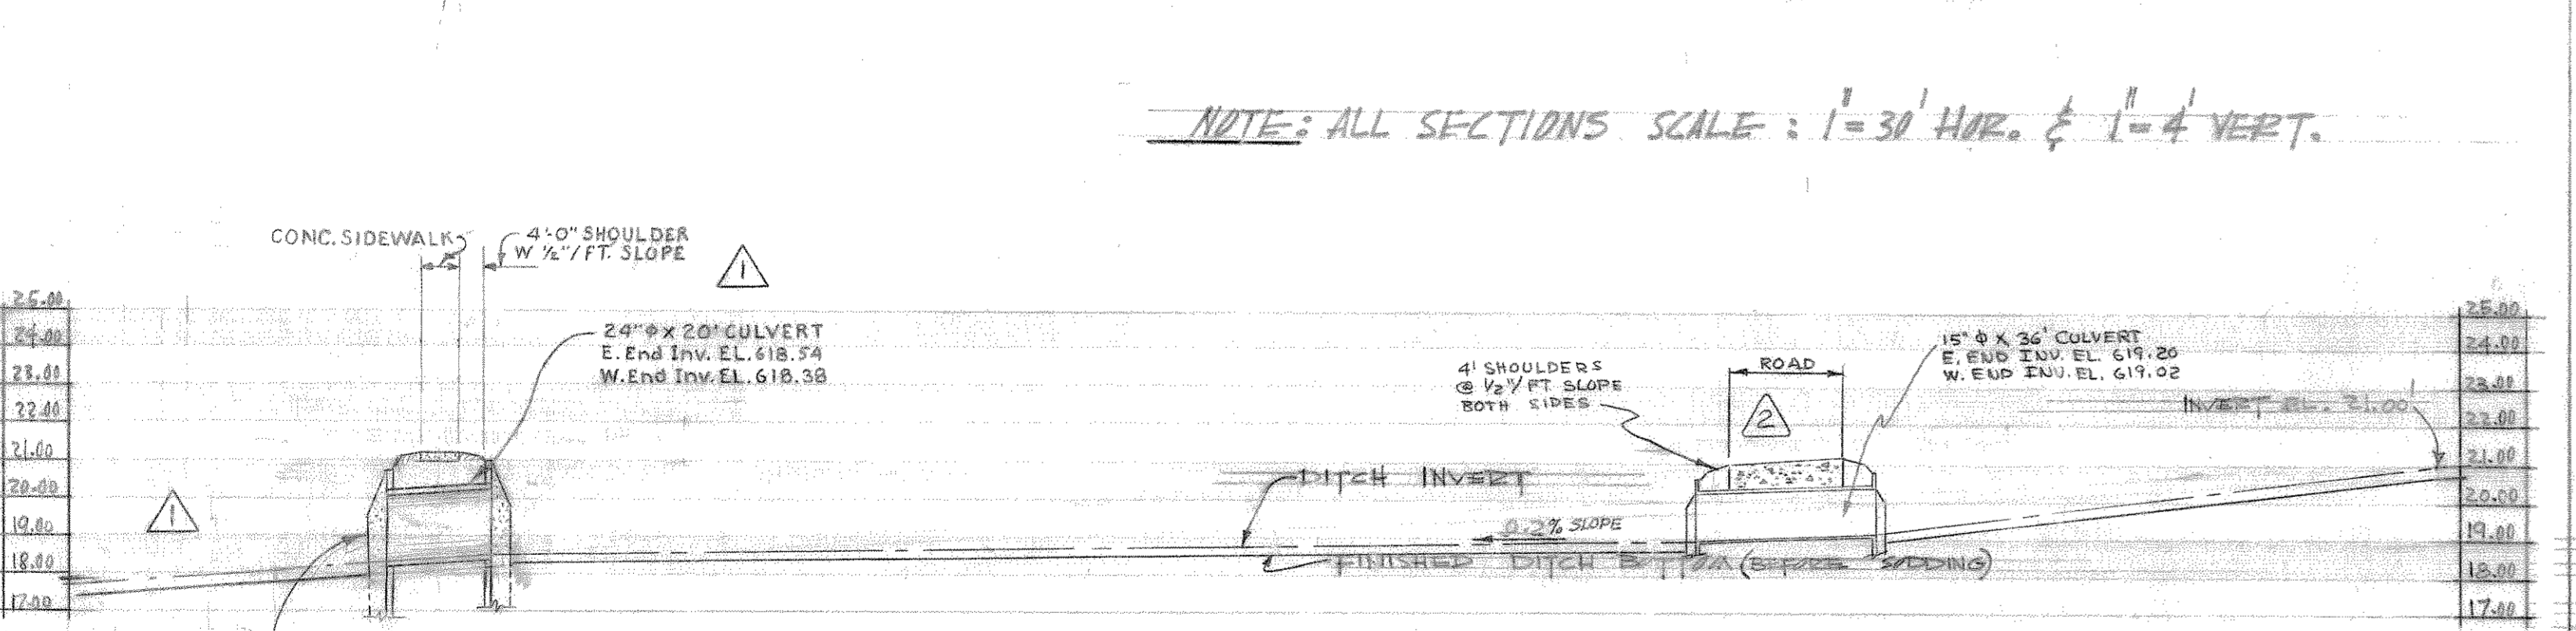 NOTE: ALL SECTIONS SCALE : 1"=30' HOR. & 1"=4' VERT.
CONC. SIDEWALK
4'-0" SHOULDER
W ½"/FT. SLOPE
1
24" ϕ X 20' CULVERT
E. End Inv. EL. 618.54
W. End Inv. EL. 618.38
4' SHOULDERS
@ ½"/FT SLOPE
BOTH SIDES
ROAD
2
15" ϕ X 36' CULVERT
E. END INV. EL. 619.20
W. END INV. EL. 619.02
INVERT EL. 21.00'
DITCH INVERT
0.2% SLOPE
FINISHED DITCH BOTTOM (BEFORE SODDING)
1
25.00
24.00
23.00
22.00
21.00
20.00
19.00
18.00
17.00
25.00
24.00
23.00
22.00
21.00
20.00
19.00
18.00
17.00